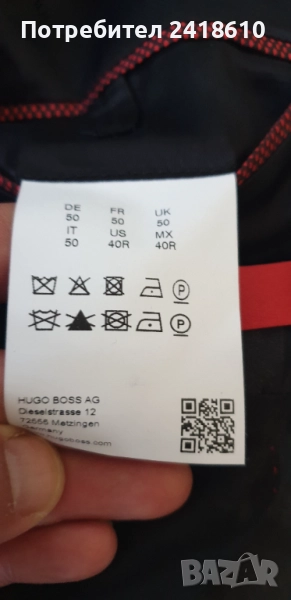 Потребител 2418610
DE FR UK
50 50 50
IT US MX
50 40R 40R
P
P
HUGO BOSS AG
Dieselstrasse 12
72555 Metzingen
Germany
BAZAR